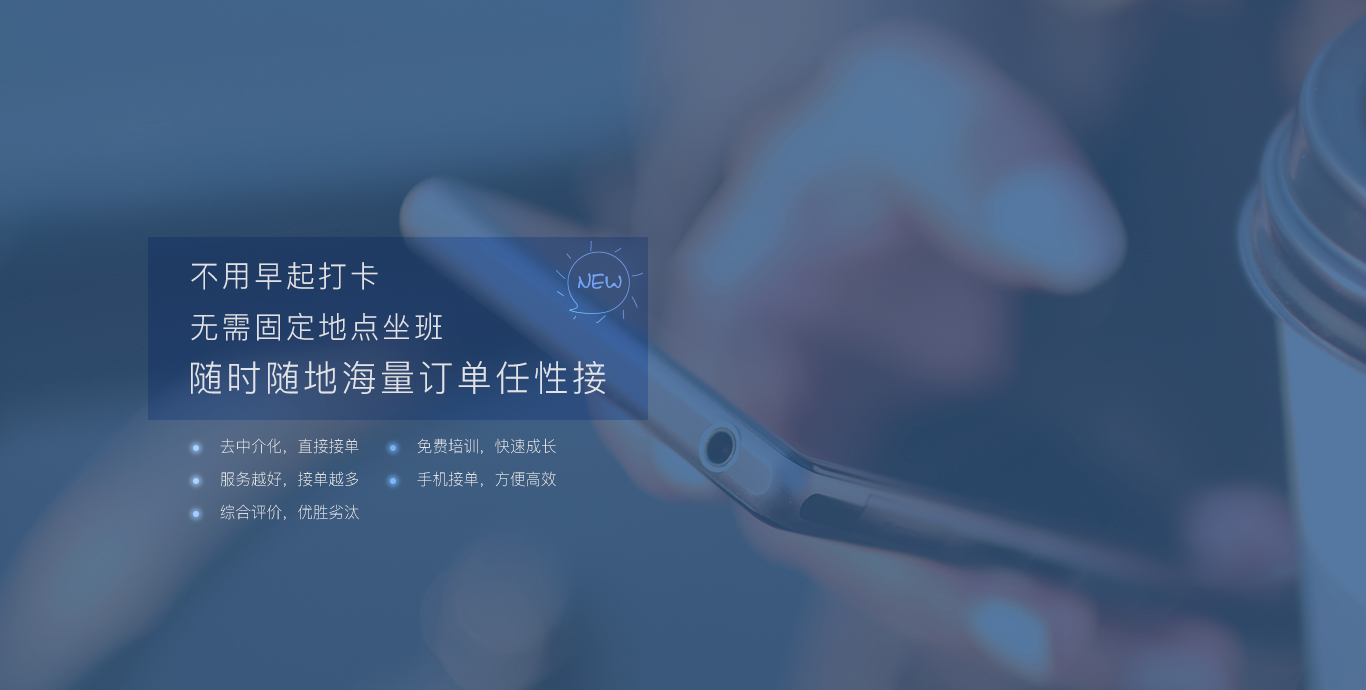 不用早起打卡
NEW
无需固定地点坐班
随时随地海量订单任性接
去中介化，直接接单
免费培训，快速成长
服务越好，接单越多
手机接单，方便高效
综合评价，优胜劣汰